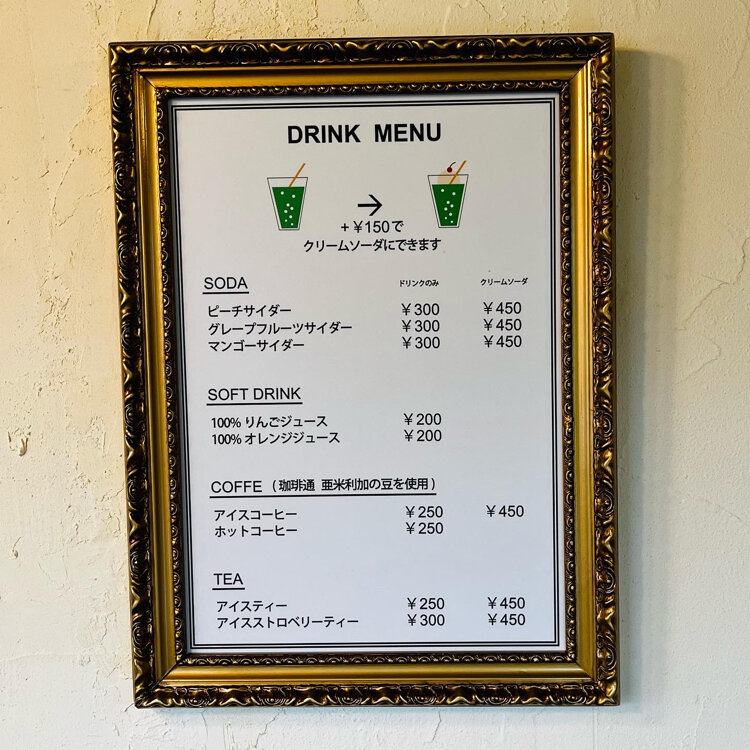 DRINK MENU
→
+¥150で
クリームソーダにできます
SODA ドリンクのみ クリームソーダ
ピーチサイダー ¥300 ¥450
グレープフルーツサイダー ¥300 ¥450
マンゴーサイダー ¥300 ¥450
SOFT DRINK
100% りんごジュース ¥200
100% オレンジジュース ¥200
COFFE (珈琲通 亜米利加の豆を使用)
アイスコーヒー ¥250 ¥450
ホットコーヒー ¥250
TEA
アイスティー ¥250 ¥450
アイスストロベリーティー ¥300 ¥450